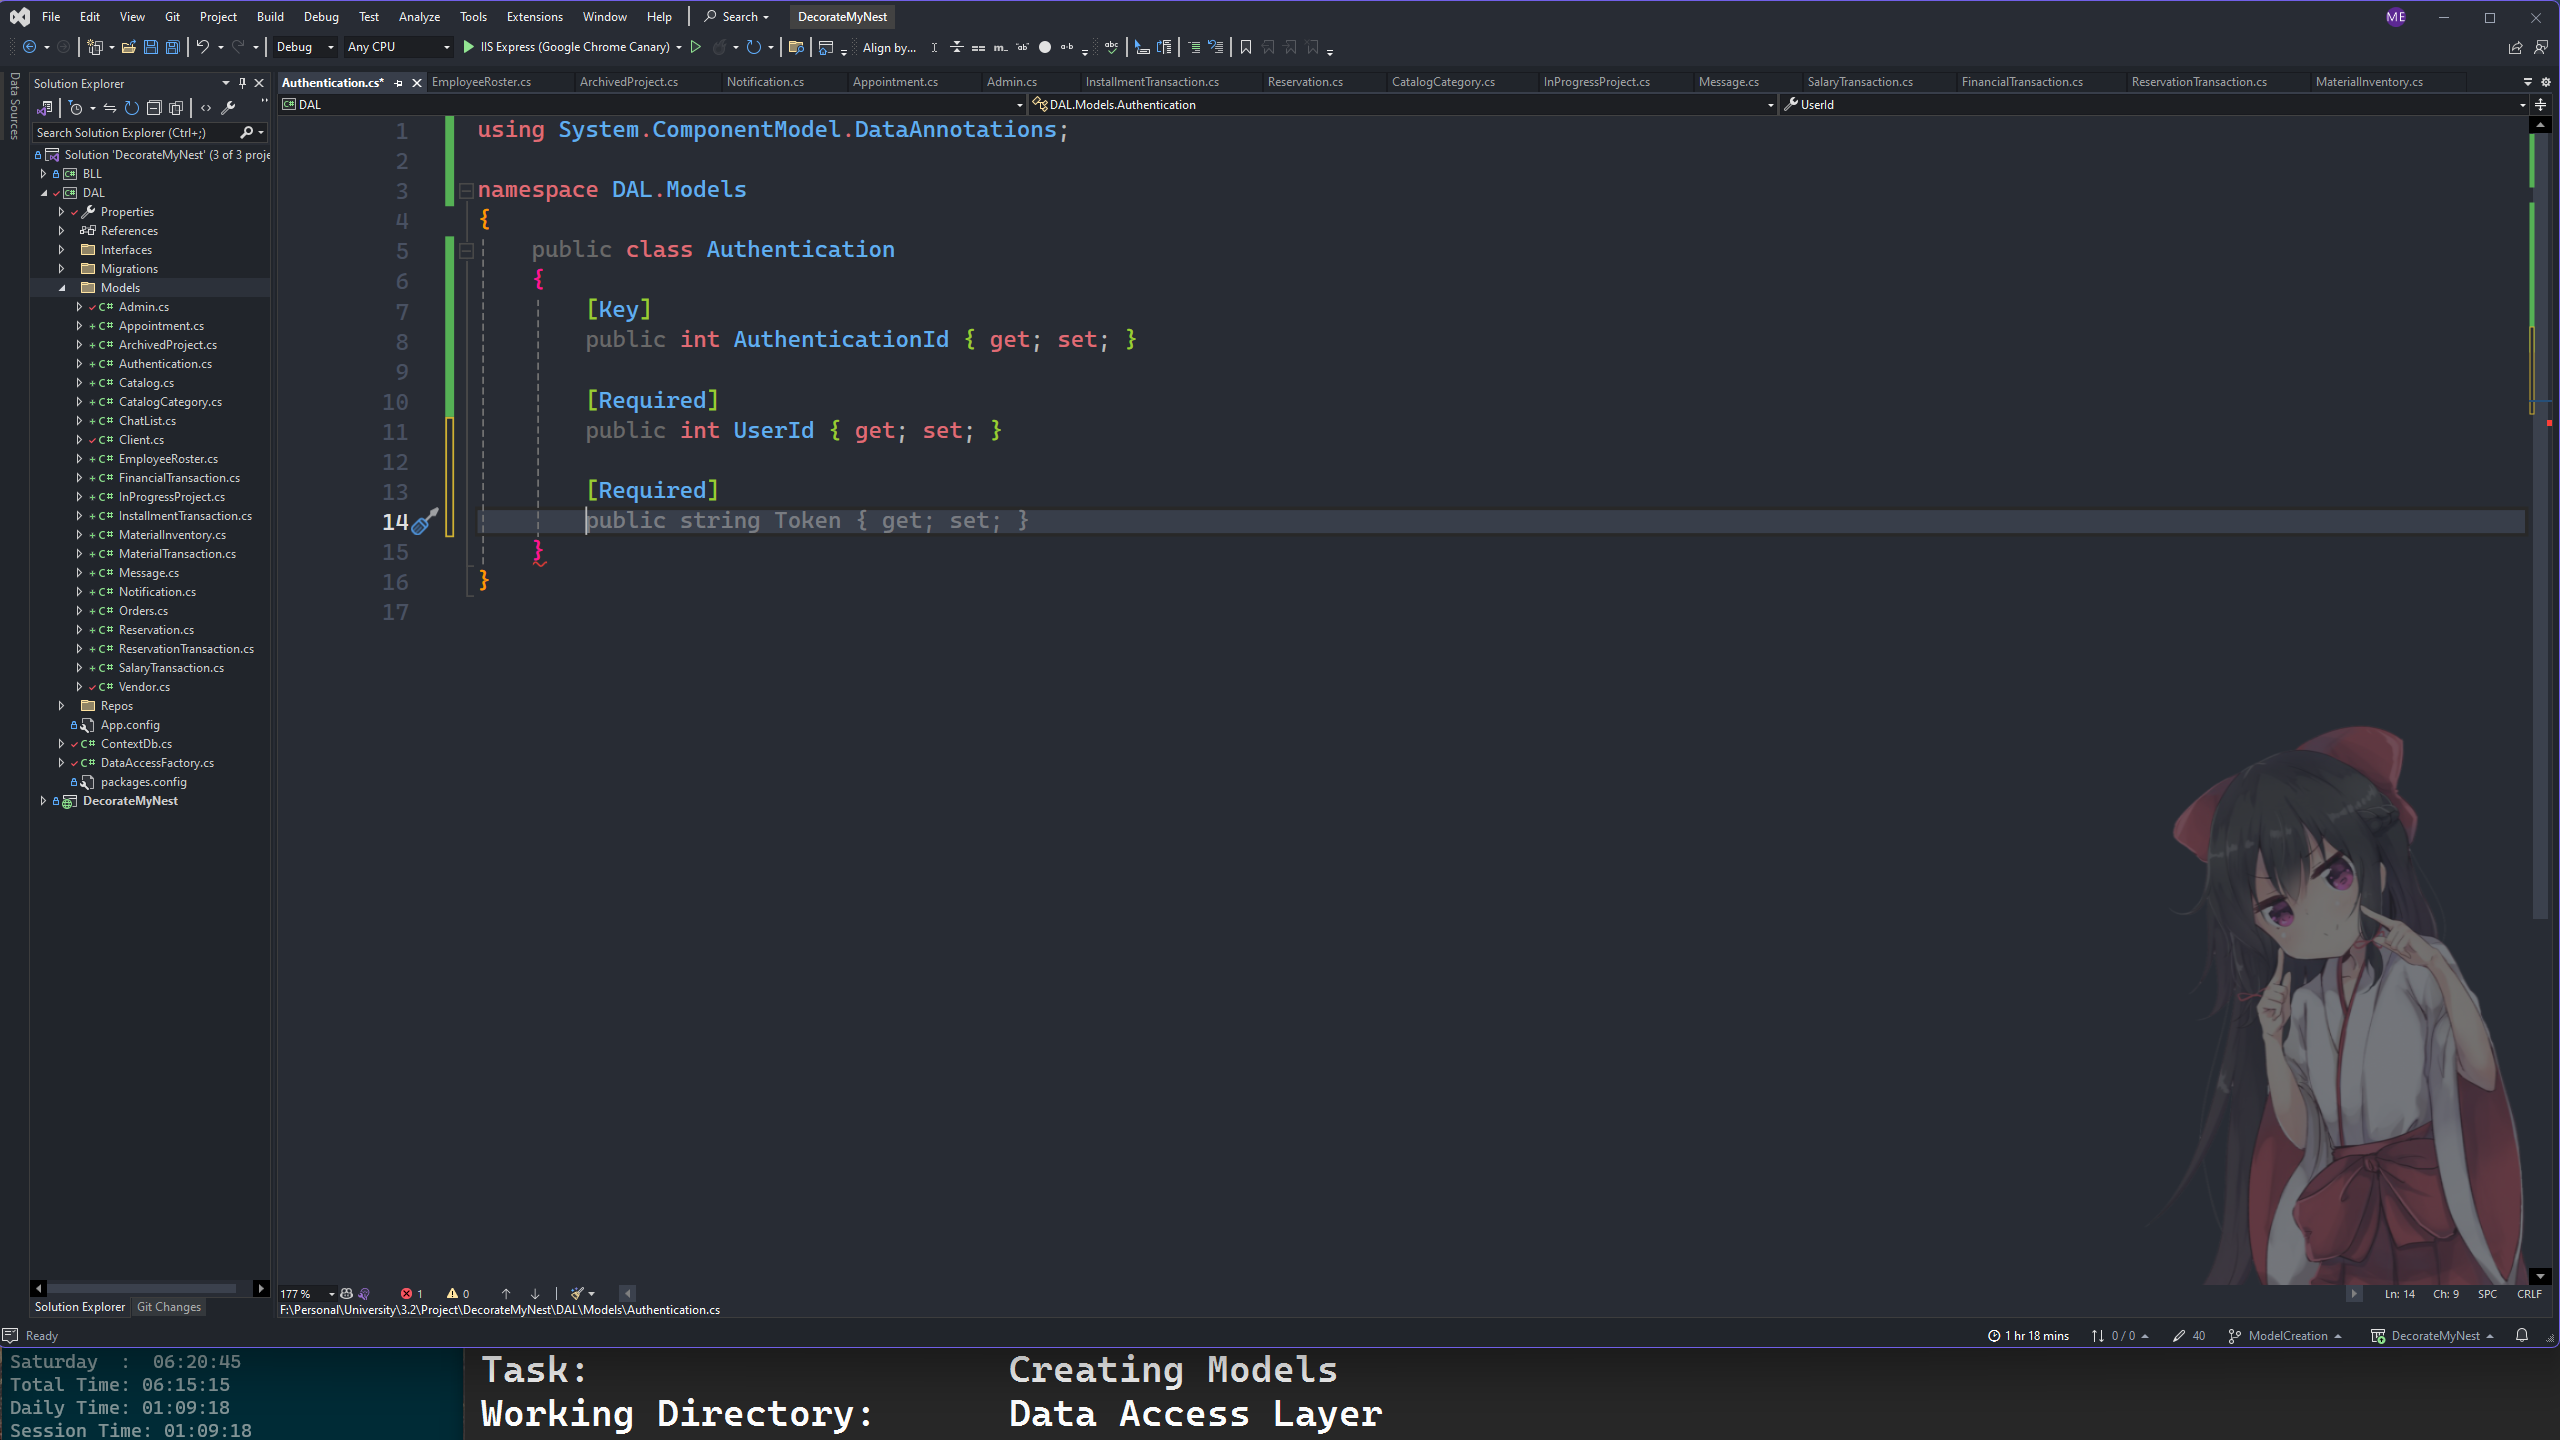 File Edit View Git Project Build Debug Test Analyze Tools Extensions Window Help Search DecorateMyNest ME
Debug Any CPU IIS Express (Google Chrome Canary) Align by...
Data Sources
Solution Explorer
Search Solution Explorer (Ctrl+;)
Solution 'DecorateMyNest' (3 of 3 proje
BLL
DAL
Properties
References
Interfaces
Migrations
Models
C# Admin.cs
C# Appointment.cs
C# ArchivedProject.cs
C# Authentication.cs
C# Catalog.cs
C# CatalogCategory.cs
C# ChatList.cs
C# Client.cs
C# EmployeeRoster.cs
C# FinancialTransaction.cs
C# InProgressProject.cs
C# InstallmentTransaction.cs
C# MaterialInventory.cs
C# MaterialTransaction.cs
C# Message.cs
C# Notification.cs
C# Orders.cs
C# Reservation.cs
C# ReservationTransaction.cs
C# SalaryTransaction.cs
C# Vendor.cs
Repos
App.config
C# ContextDb.cs
C# DataAccessFactory.cs
packages.config
DecorateMyNest
Solution Explorer Git Changes
Authentication.cs* EmployeeRoster.cs ArchivedProject.cs Notification.cs Appointment.cs Admin.cs InstallmentTransaction.cs Reservation.cs CatalogCategory.cs InProgressProject.cs Message.cs SalaryTransaction.cs FinancialTransaction.cs ReservationTransaction.cs MaterialInventory.cs
DAL DAL.Models.Authentication UserId
1 using System.ComponentModel.DataAnnotations;
2
3 namespace DAL.Models
4 {
5 public class Authentication
6 {
7 [Key]
8 public int AuthenticationId { get; set; }
9
10 [Required]
11 public int UserId { get; set; }
12
13 [Required]
14 public string Token { get; set; }
15 }
16 }
17
177 % 1 0 Ln: 14 Ch: 9 SPC CRLF
F:\Personal\University\3.2\Project\DecorateMyNest\DAL\Models\Authentication.cs
Ready 1 hr 18 mins 0 / 0 40 ModelCreation DecorateMyNest
Saturday : 06:20:45
Total Time: 06:15:15
Daily Time: 01:09:18
Session Time: 01:09:18
Task: Creating Models
Working Directory: Data Access Layer